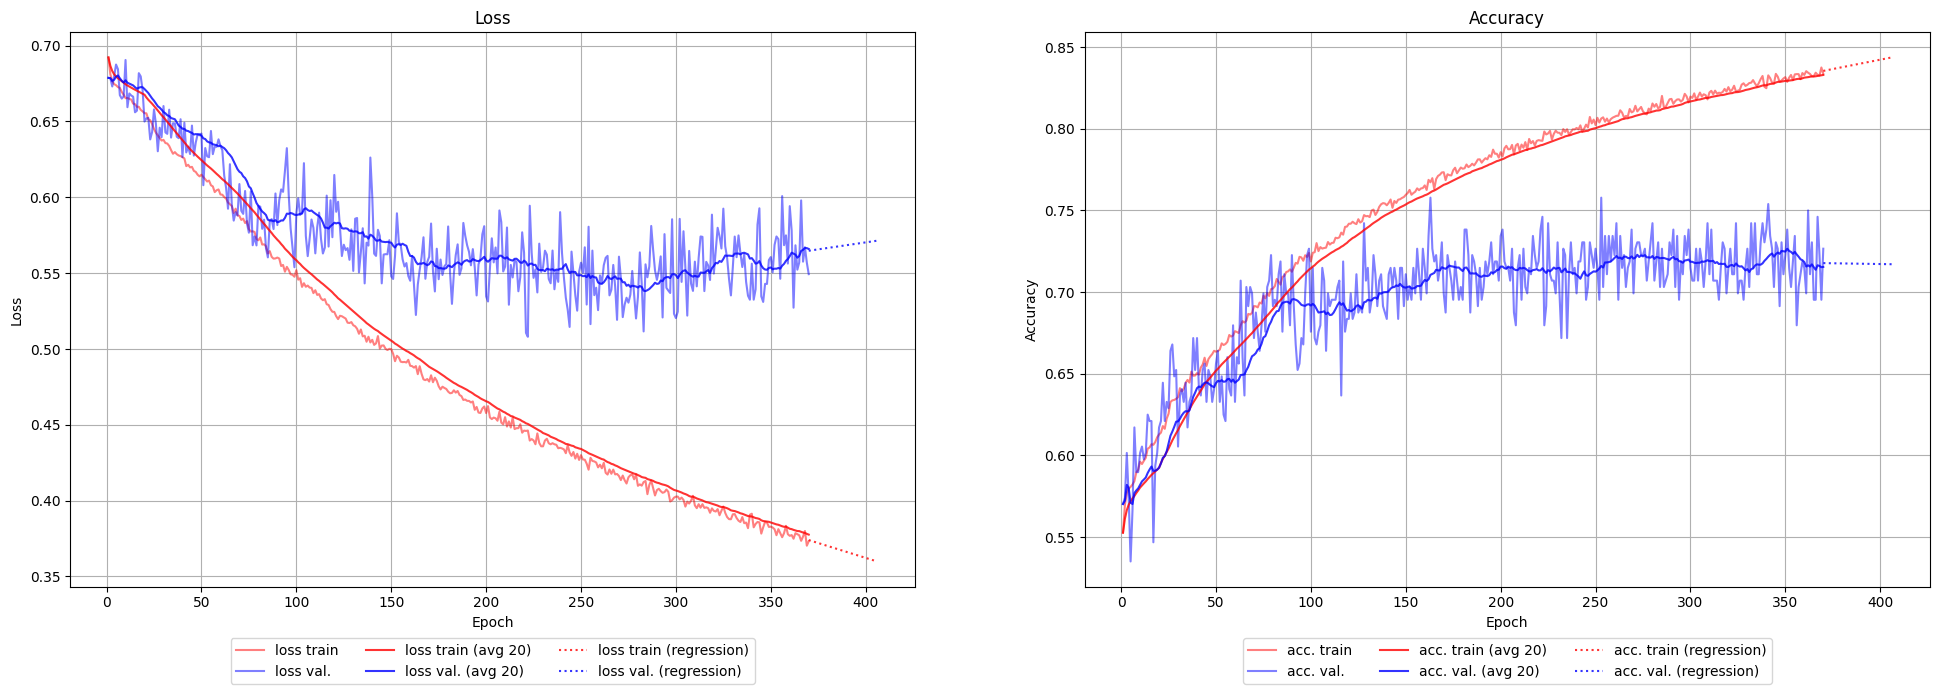 Loss
0.70
0.65
0.60
0.55
0.50
0.45
0.40
0.35
Loss
0 50 100 150 200 250 300 350 400
Epoch
loss train loss train (avg 20) loss train (regression)
loss val. loss val. (avg 20) loss val. (regression)
Accuracy
0.85
0.80
0.75
0.70
0.65
0.60
0.55
Accuracy
0 50 100 150 200 250 300 350 400
Epoch
acc. train acc. train (avg 20) acc. train (regression)
acc. val. acc. val. (avg 20) acc. val. (regression)